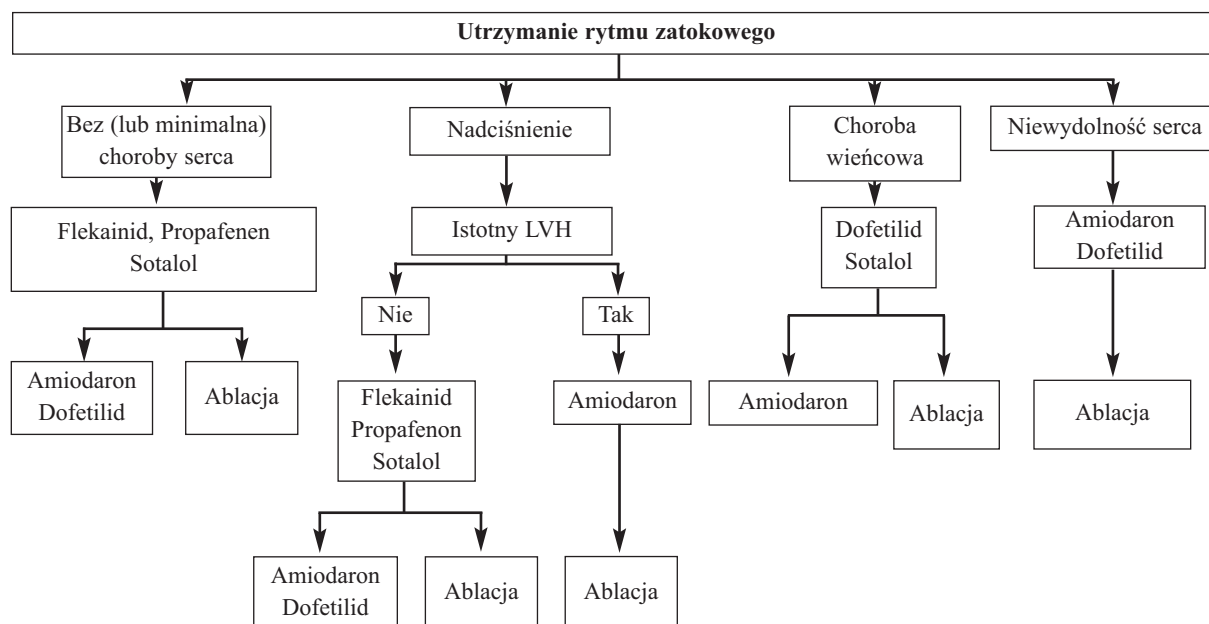 Utrzymanie rytmu zatokowego
Bez (lub minimalna)
choroby serca
Nadciśnienie
Choroba
wieńcowa
Niewydolność serca
Flekainid, Propafenen
Sotalol
Istotny LVH
Dofetilid
Sotalol
Amiodaron
Dofetilid
Nie
Tak
Amiodaron
Dofetilid
Ablacja
Flekainid
Propafenon
Sotalol
Amiodaron
Amiodaron
Ablacja
Ablacja
Amiodaron
Dofetilid
Ablacja
Ablacja